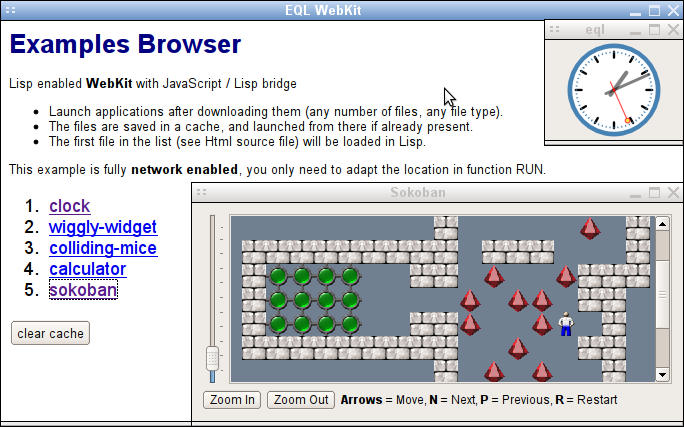 EQL WebKit
Examples Browser
eql
Lisp enabled WebKit with JavaScript / Lisp bridge
• Launch applications after downloading them (any number of files, any file type).
• The files are saved in a cache, and launched from there if already present.
• The first file in the list (see Html source file) will be loaded in Lisp.
This example is fully network enabled, you only need to adapt the location in function RUN.
Sokoban
1. clock
2. wiggly-widget
3. colliding-mice
4. calculator
5. sokoban
clear cache
Zoom In Zoom Out Arrows = Move, N = Next, P = Previous, R = Restart